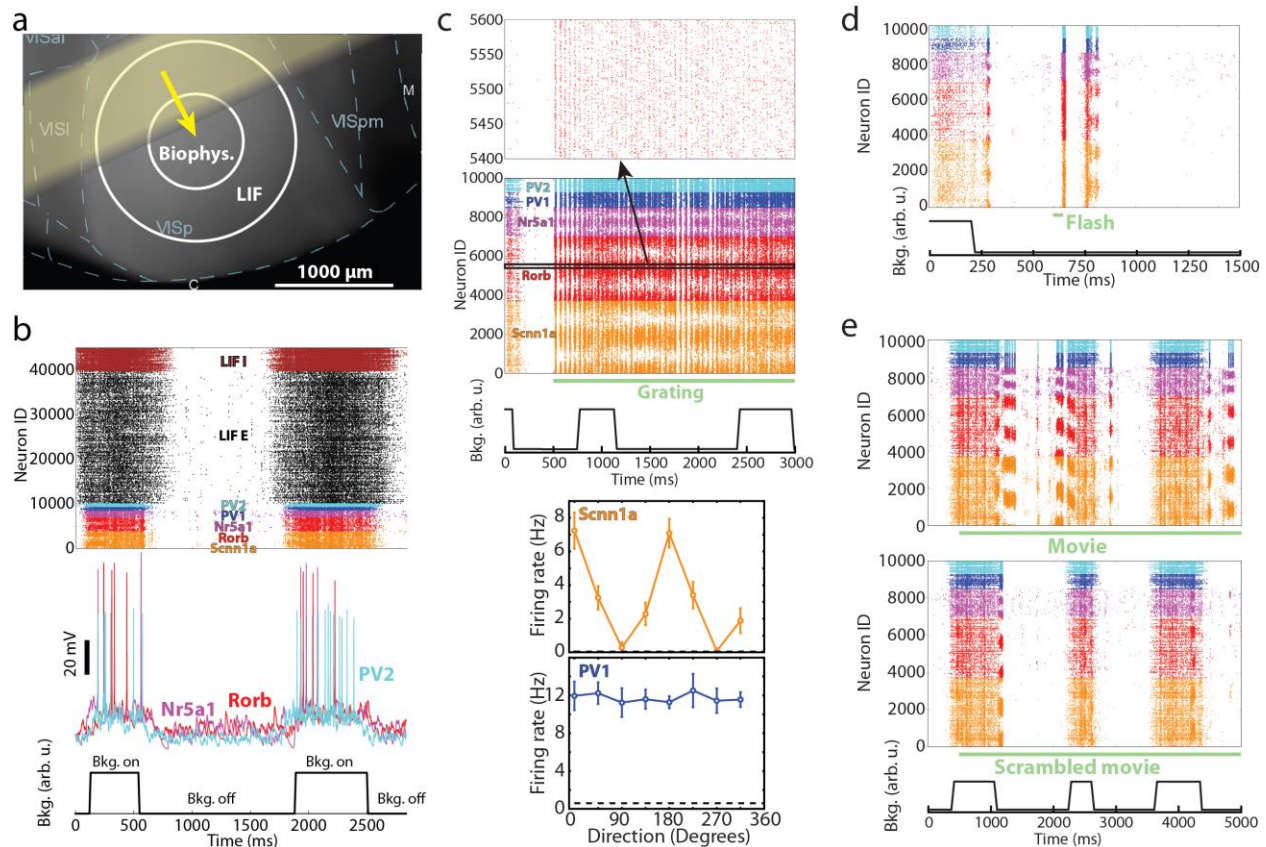 a
VISal
VISl
M
VISpm
Biophys.
LIF
VISp
1000 µm
C
b
Neuron ID
40000
30000
20000
10000
0
LIF I
LIF E
PV2
PV1
Nr5a1
Rorb
Scnn1a
20 mV
Nr5a1
Rorb
PV2
Bkg. (arb. u.)
Bkg. on
Bkg. off
Bkg. on
Bkg. off
0 500 1000 1500 2000 2500
Time (ms)
c
5600
5500
5400
Neuron ID
10000
8000
6000
4000
2000
0
PV2
PV1
Nr5a1
Rorb
Scnn1a
Grating
Bkg. (arb. u.)
0 500 1000 1500 2000 2500 3000
Time (ms)
Firing rate (Hz)
8
6
4
2
0
Scnn1a
Firing rate (Hz)
12
8
4
0
PV1
0 90 180 270 360
Direction (Degrees)
d
Neuron ID
10000
8000
6000
4000
2000
0
Flash
Bkg. (arb. u.)
0 250 500 750 1000 1250 1500
Time (ms)
e
Neuron ID
10000
8000
6000
4000
2000
0
Movie
Neuron ID
10000
8000
6000
4000
2000
0
Scrambled movie
Bkg. (arb. u.)
0 1000 2000 3000 4000 5000
Time (ms)